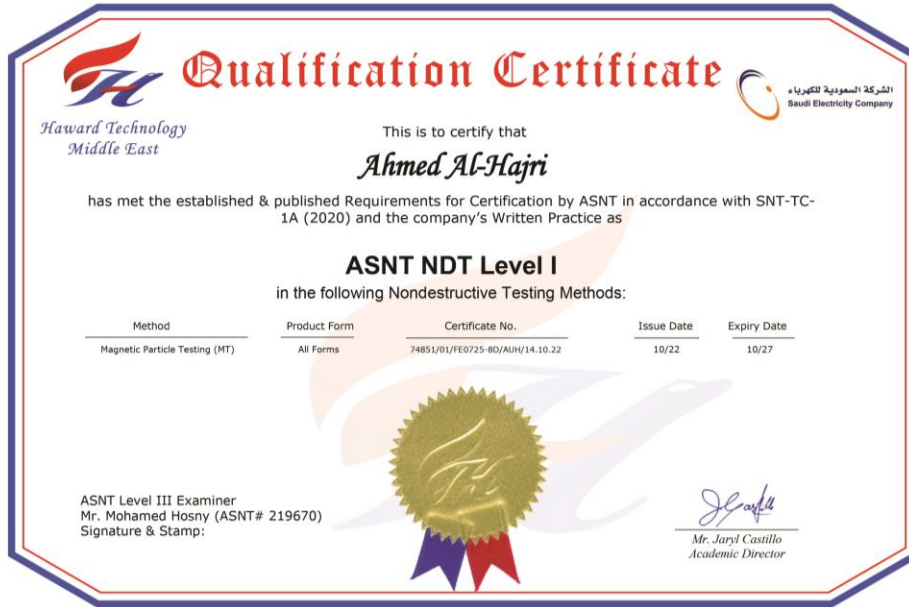 Qualification Certificate
Haward Technology
Middle East
الشركة السعودية للكهرباء
Saudi Electricity Company
This is to certify that
Ahmed Al-Hajri
has met the established & published Requirements for Certification by ASNT in accordance with SNT-TC-
1A (2020) and the company's Written Practice as
ASNT NDT Level I
in the following Nondestructive Testing Methods:
Method Product Form Certificate No. Issue Date Expiry Date
Magnetic Particle Testing (MT) All Forms 74851/01/FE0725-8D/AUH/14.10.22 10/22 10/27
ASNT Level III Examiner
Mr. Mohamed Hosny (ASNT# 219670)
Signature & Stamp:
Mr. Jaryl Castillo
Academic Director